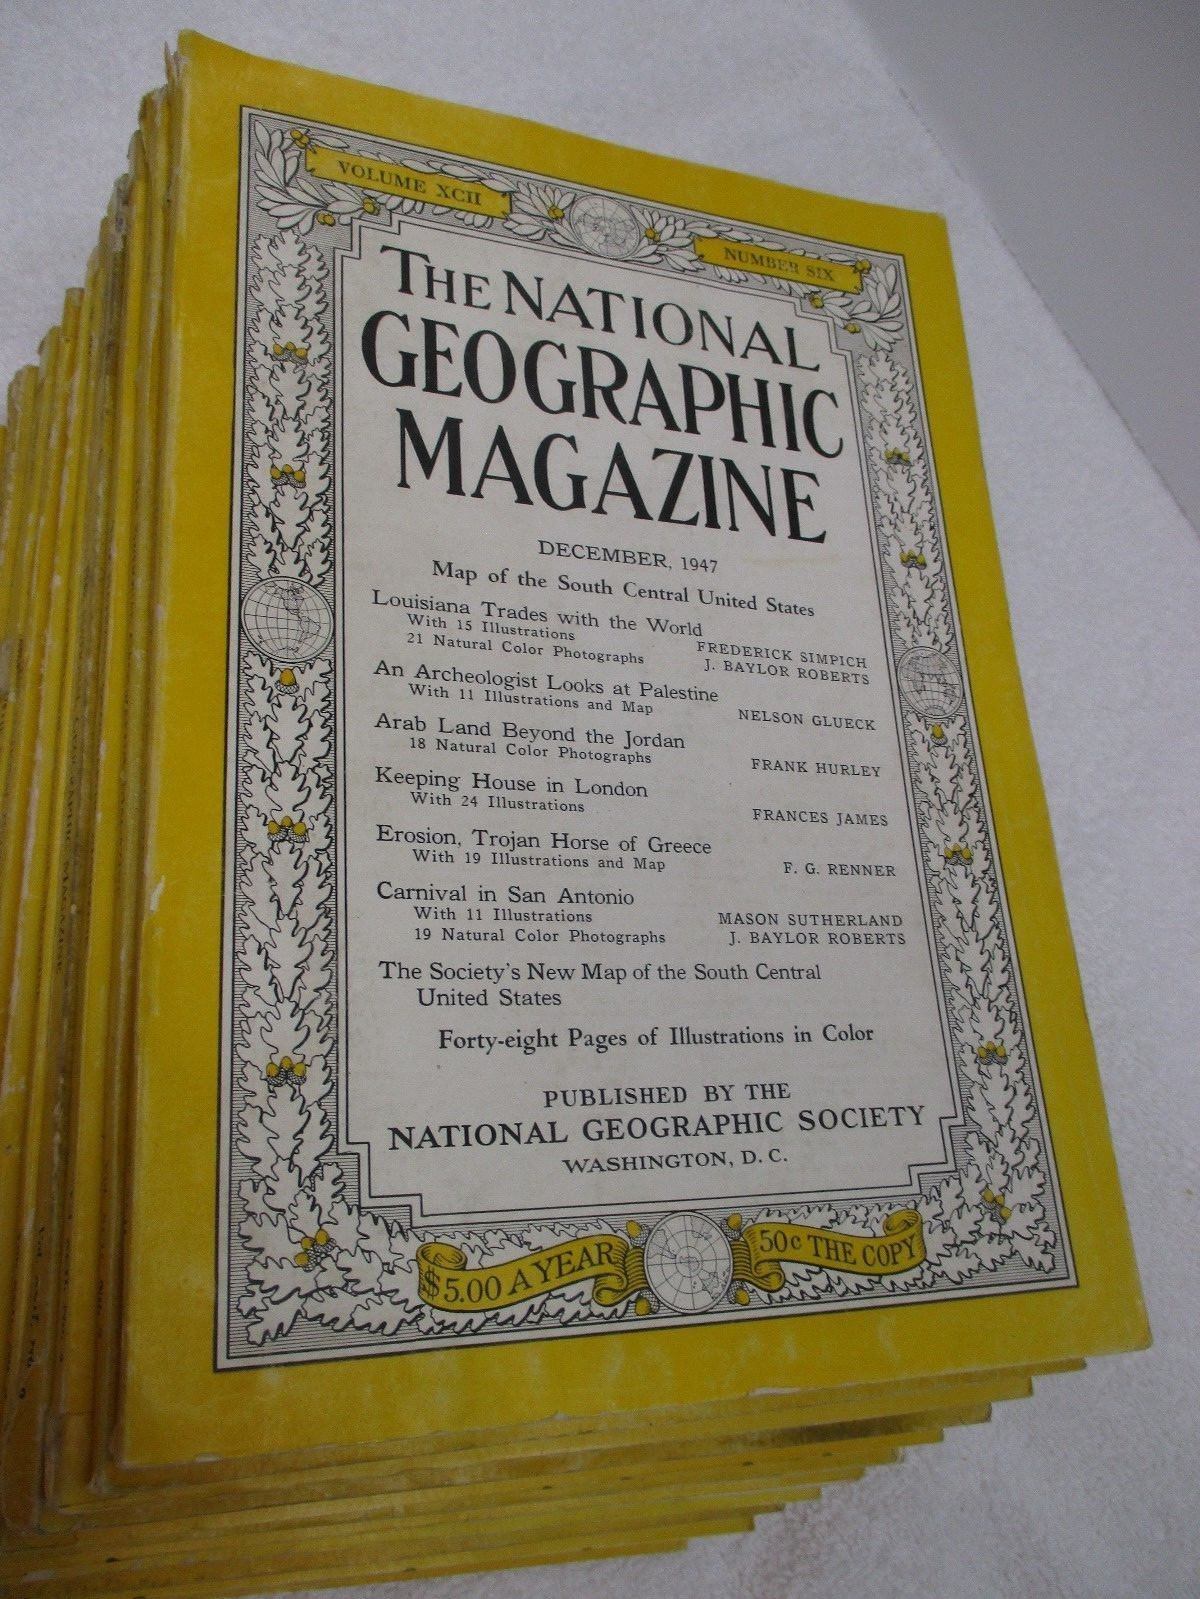 VOLUME XCII
NUMBER SIX
THE NATIONAL
GEOGRAPHIC
MAGAZINE
DECEMBER, 1947
Map of the South Central United States
Louisiana Trades with the World
With 15 Illustrations FREDERICK SIMPICH
21 Natural Color Photographs J. BAYLOR ROBERTS
An Archeologist Looks at Palestine
With 11 Illustrations and Map NELSON GLUECK
Arab Land Beyond the Jordan
18 Natural Color Photographs FRANK HURLEY
Keeping House in London
With 24 Illustrations FRANCES JAMES
Erosion, Trojan Horse of Greece
With 19 Illustrations and Map F. G. RENNER
Carnival in San Antonio
With 11 Illustrations MASON SUTHERLAND
19 Natural Color Photographs J. BAYLOR ROBERTS
The Society's New Map of the South Central
United States
Forty-eight Pages of Illustrations in Color
PUBLISHED BY THE
NATIONAL GEOGRAPHIC SOCIETY
WASHINGTON, D. C.
$5.00 A YEAR
50c THE COPY